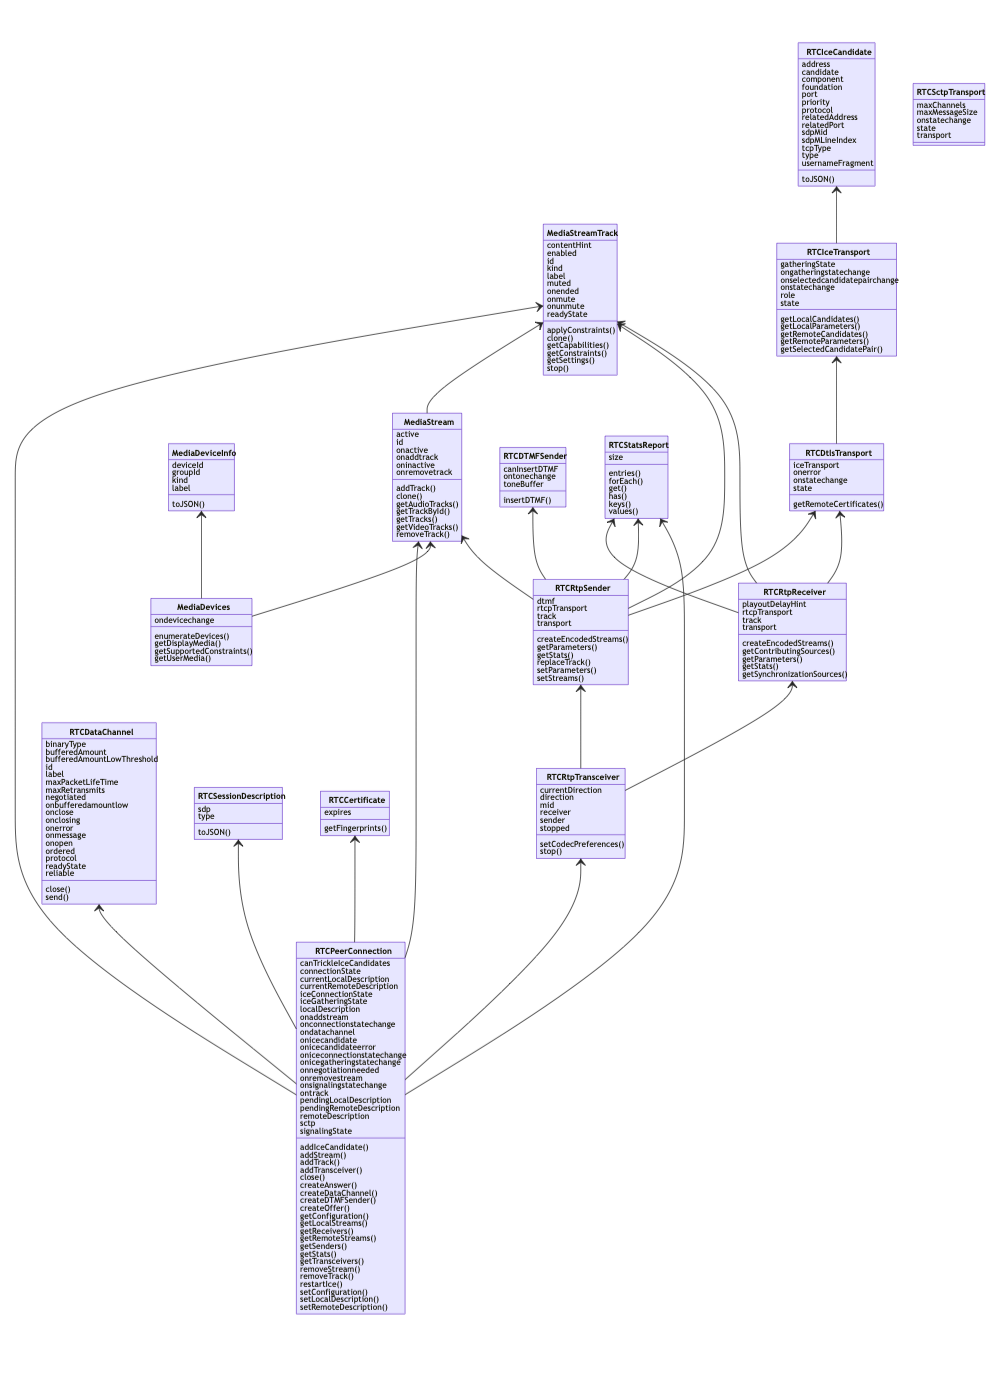 RTCIceCandidate
address
candidate
component
foundation
port
priority
protocol
relatedAddress
relatedPort
sdpMid
sdpMLineIndex
tcpType
type
usernameFragment
toJSON()
RTCSctpTransport
maxChannels
maxMessageSize
onstatechange
state
transport
MediaStreamTrack
contentHint
enabled
id
kind
label
muted
onended
onmute
onunmute
readyState
applyConstraints()
clone()
getCapabilities()
getConstraints()
getSettings()
stop()
RTCIceTransport
gatheringState
ongatheringstatechange
onselectedcandidatepairchange
onstatechange
role
state
getLocalCandidates()
getLocalParameters()
getRemoteCandidates()
getRemoteParameters()
getSelectedCandidatePair()
MediaStream
active
id
onactive
onaddtrack
oninactive
onremovetrack
addTrack()
clone()
getAudioTracks()
getTrackById()
getTracks()
getVideoTracks()
removeTrack()
MediaDeviceInfo
deviceId
groupId
kind
label
toJSON()
RTCDTMFSender
canInsertDTMF
ontonechange
toneBuffer
insertDTMF()
RTCStatsReport
size
entries()
forEach()
get()
has()
keys()
values()
RTCDtlsTransport
iceTransport
onerror
onstatechange
state
getRemoteCertificates()
MediaDevices
ondevicechange
enumerateDevices()
getDisplayMedia()
getSupportedConstraints()
getUserMedia()
RTCRtpSender
dtmf
rtcpTransport
track
transport
createEncodedStreams()
getParameters()
getStats()
replaceTrack()
setParameters()
setStreams()
RTCRtpReceiver
playoutDelayHint
rtcpTransport
track
transport
createEncodedStreams()
getContributingSources()
getParameters()
getStats()
getSynchronizationSources()
RTCDataChannel
binaryType
bufferedAmount
bufferedAmountLowThreshold
id
label
maxPacketLifeTime
maxRetransmits
negotiated
onbufferedamountlow
onclose
onclosing
onerror
onmessage
onopen
ordered
protocol
readyState
reliable
close()
send()
RTCSessionDescription
sdp
type
toJSON()
RTCCertificate
expires
getFingerprints()
RTCRtpTransceiver
currentDirection
direction
mid
receiver
sender
stopped
setCodecPreferences()
stop()
RTCPeerConnection
canTrickleIceCandidates
connectionState
currentLocalDescription
currentRemoteDescription
iceConnectionState
iceGatheringState
localDescription
onaddstream
onconnectionstatechange
ondatachannel
onicecandidate
onicecandidateerror
oniceconnectionstatechange
onicegatheringstatechange
onnegotiationneeded
onremovestream
onsignalingstatechange
ontrack
pendingLocalDescription
pendingRemoteDescription
remoteDescription
sctp
signalingState
addIceCandidate()
addStream()
addTrack()
addTransceiver()
close()
createAnswer()
createDataChannel()
createDTMFSender()
createOffer()
getConfiguration()
getLocalStreams()
getReceivers()
getRemoteStreams()
getSenders()
getStats()
getTransceivers()
removeStream()
removeTrack()
restartIce()
setConfiguration()
setLocalDescription()
setRemoteDescription()